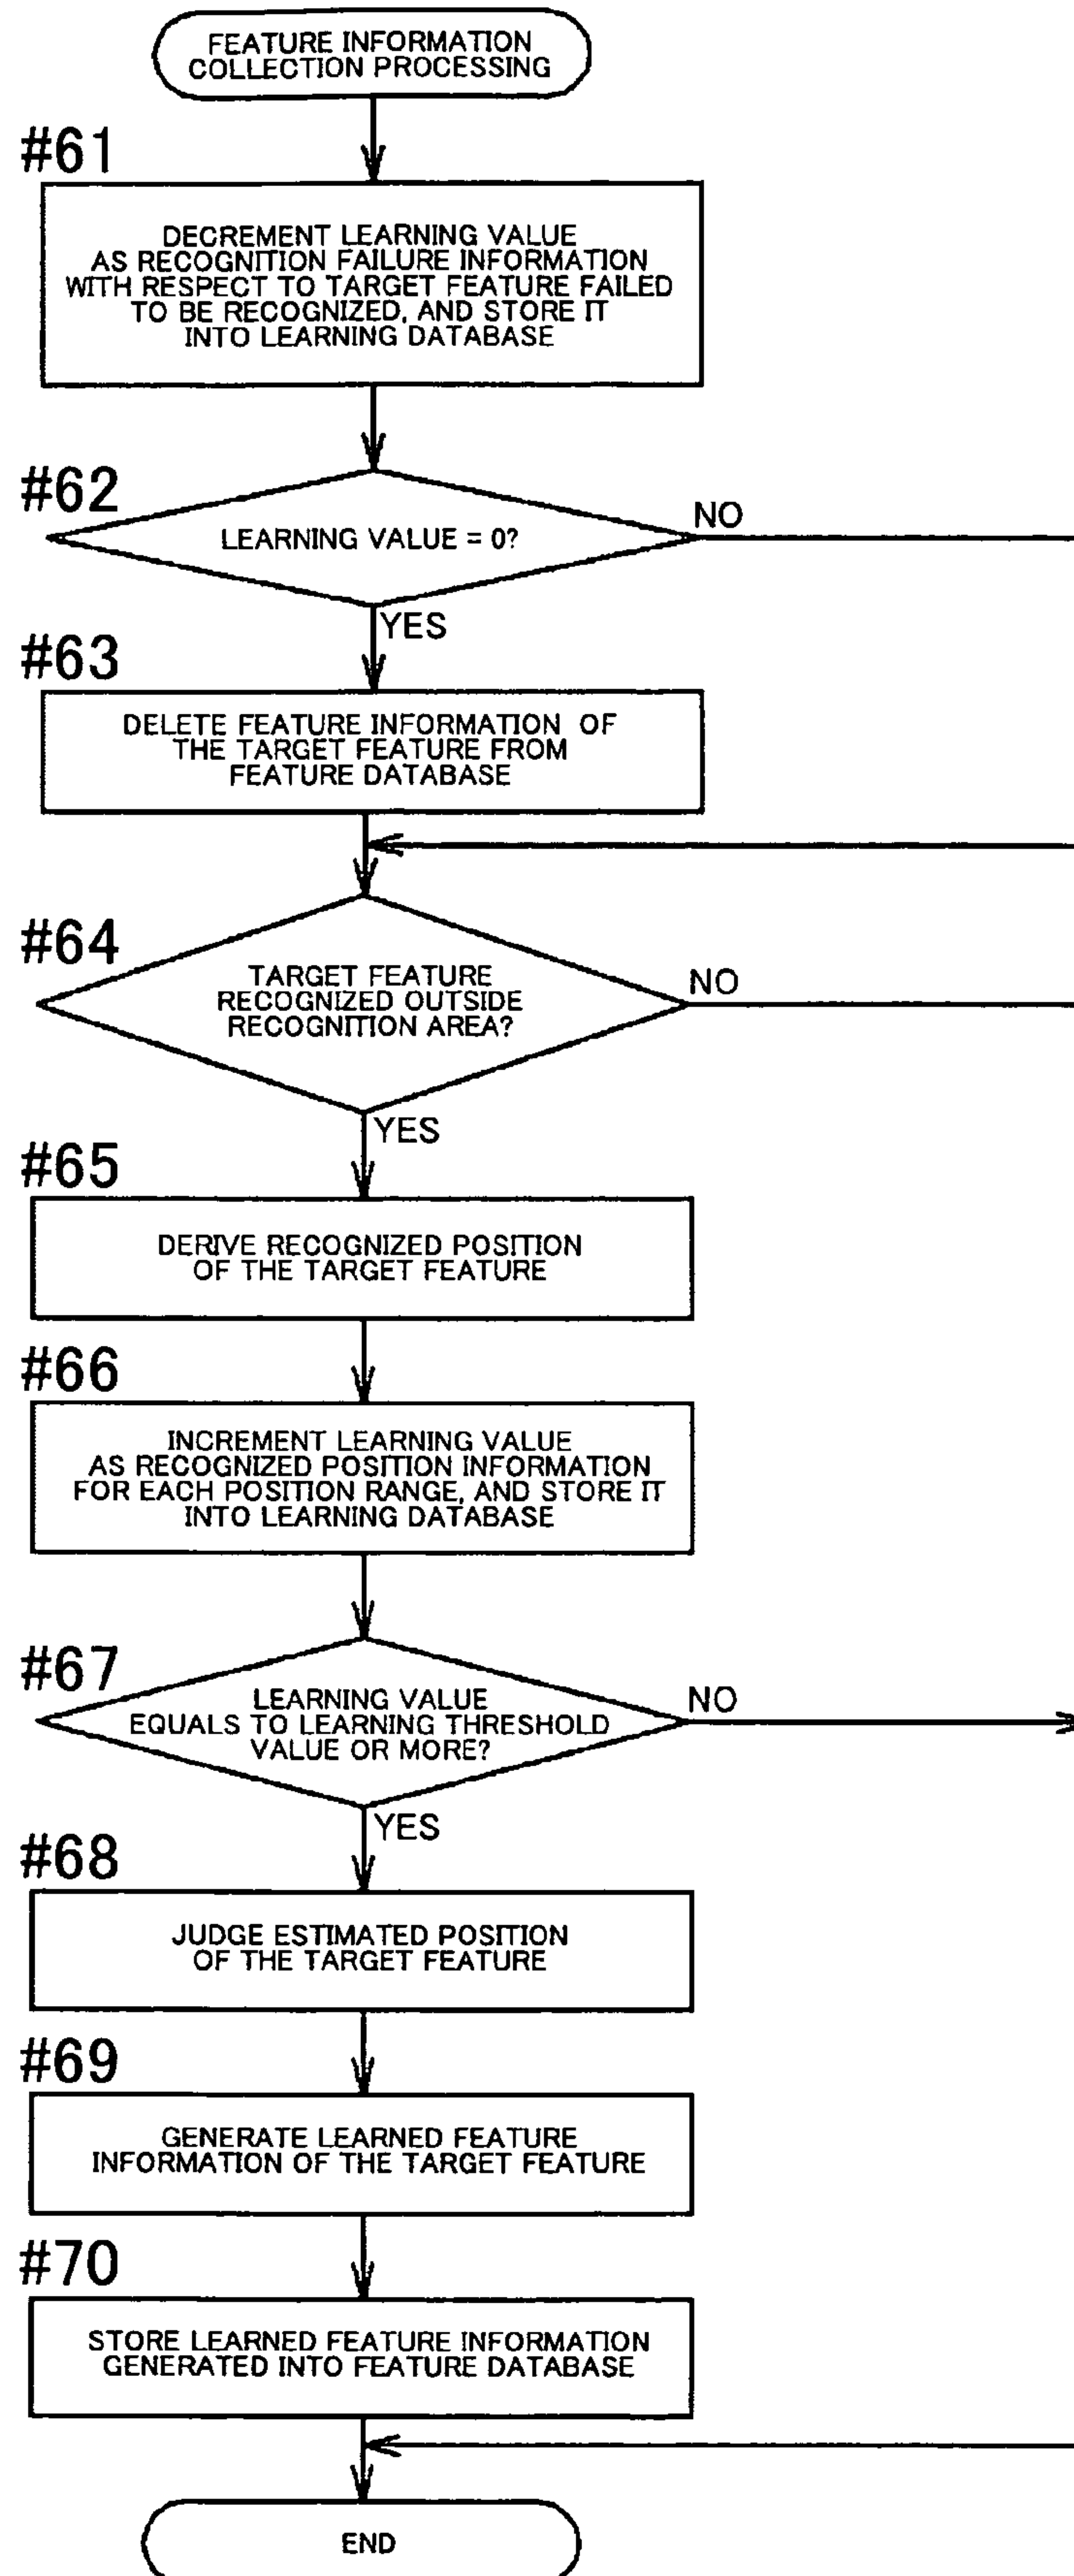 FEATURE INFORMATION
COLLECTION PROCESSING
#61
DECREMENT LEARNING VALUE
AS RECOGNITION FAILURE INFORMATION
WITH RESPECT TO TARGET FEATURE FAILED
TO BE RECOGNIZED, AND STORE IT
INTO LEARNING DATABASE
#62
LEARNING VALUE = 0?
NO
YES
#63
DELETE FEATURE INFORMATION OF
THE TARGET FEATURE FROM
FEATURE DATABASE
#64
TARGET FEATURE
RECOGNIZED OUTSIDE
RECOGNITION AREA?
NO
YES
#65
DERIVE RECOGNIZED POSITION
OF THE TARGET FEATURE
#66
INCREMENT LEARNING VALUE
AS RECOGNIZED POSITION INFORMATION
FOR EACH POSITION RANGE, AND STORE IT
INTO LEARNING DATABASE
#67
LEARNING VALUE
EQUALS TO LEARNING THRESHOLD
VALUE OR MORE?
NO
YES
#68
JUDGE ESTIMATED POSITION
OF THE TARGET FEATURE
#69
GENERATE LEARNED FEATURE
INFORMATION OF THE TARGET FEATURE
#70
STORE LEARNED FEATURE INFORMATION
GENERATED INTO FEATURE DATABASE
END